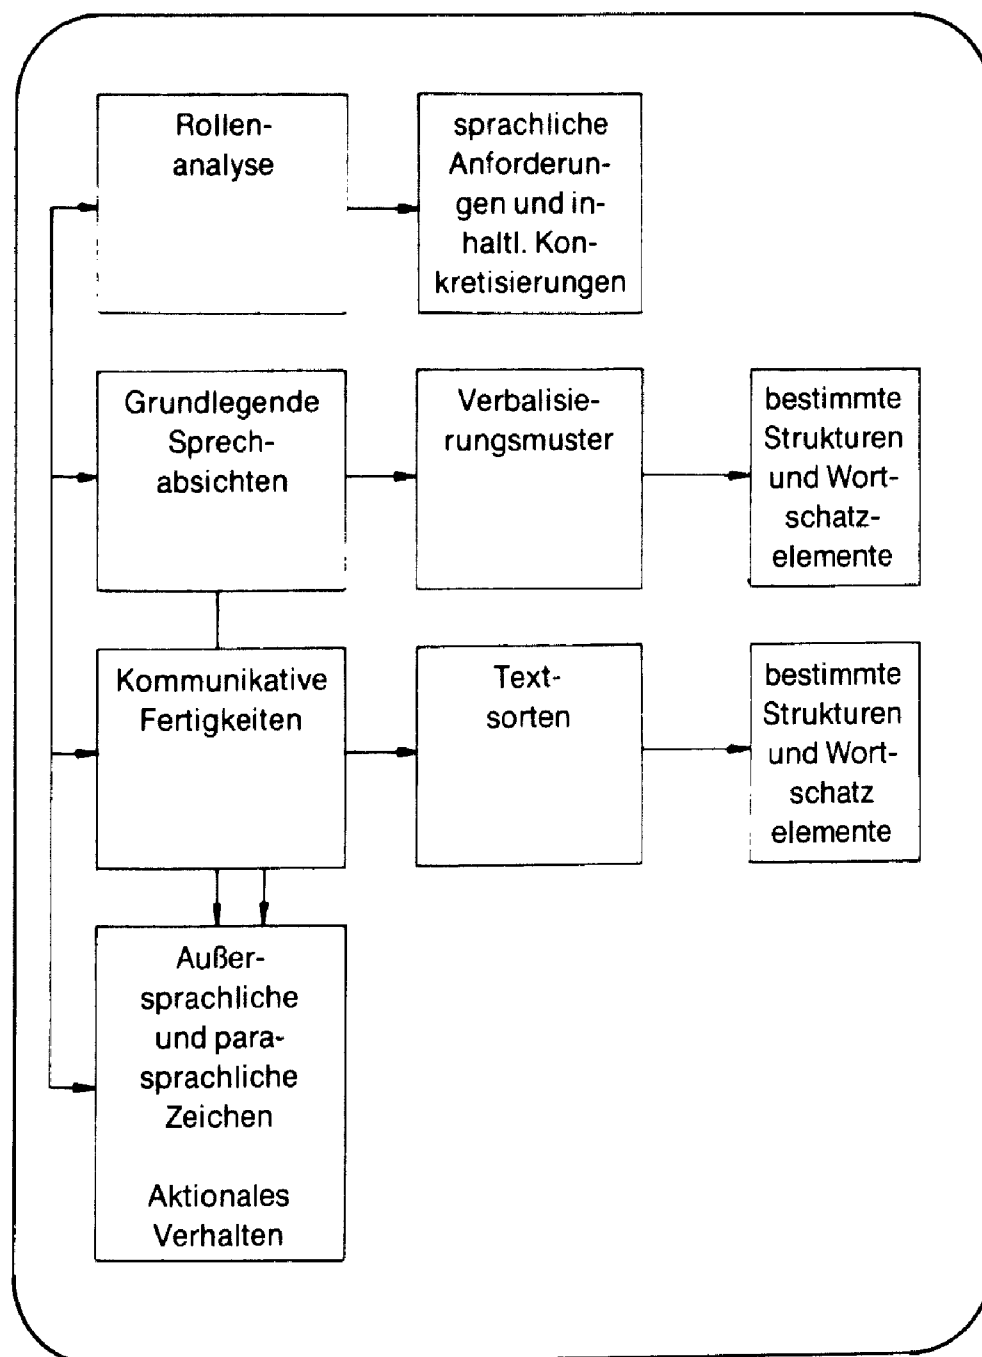 Rollen-
analyse
sprachliche
Anforderun-
gen und in-
haltl. Kon-
kretisierungen
Grundlegende
Sprech-
absichten
Verbalisie-
rungsmuster
bestimmte
Strukturen
und Wort-
schatz-
elemente
Kommunikative
Fertigkeiten
Text-
sorten
bestimmte
Strukturen
und Wort-
schatz
elemente
Außer-
sprachliche
und para-
sprachliche
Zeichen
Aktionales
Verhalten